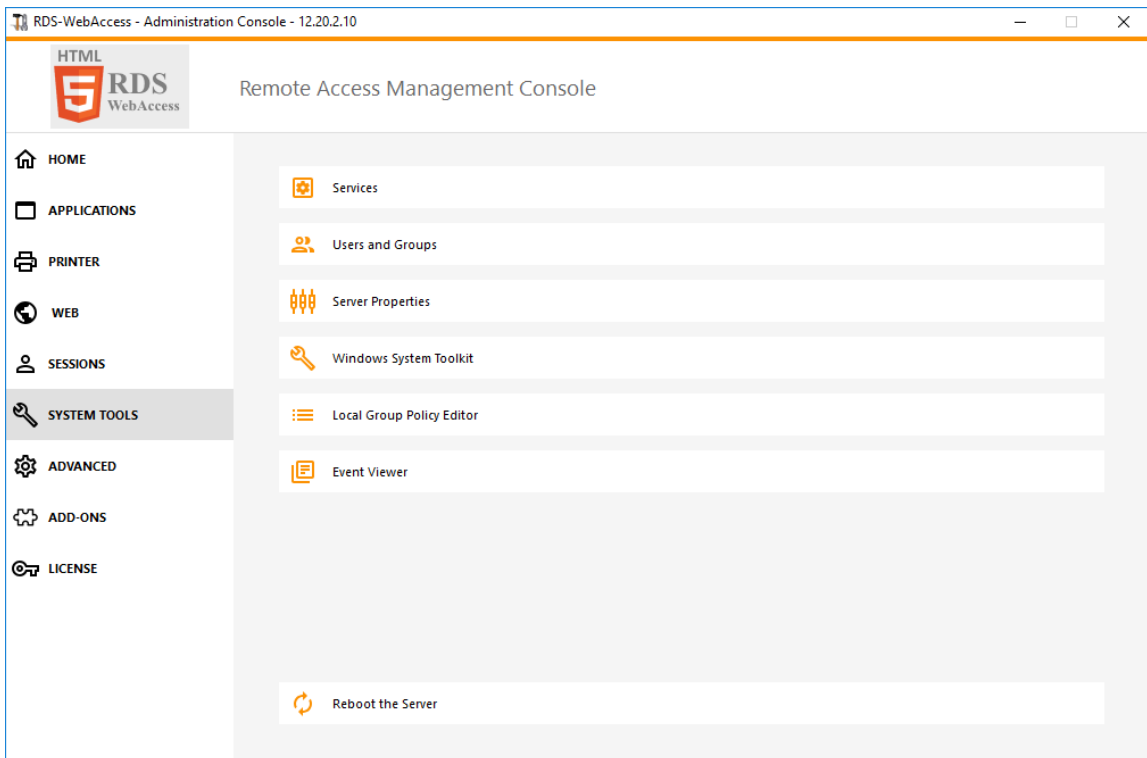 RDS-WebAccess - Administration Console - 12.20.2.10
HTML
5 RDS
WebAccess
Remote Access Management Console
HOME
APPLICATIONS
PRINTER
WEB
SESSIONS
SYSTEM TOOLS
ADVANCED
ADD-ONS
LICENSE
Services
Users and Groups
Server Properties
Windows System Toolkit
Local Group Policy Editor
Event Viewer
Reboot the Server